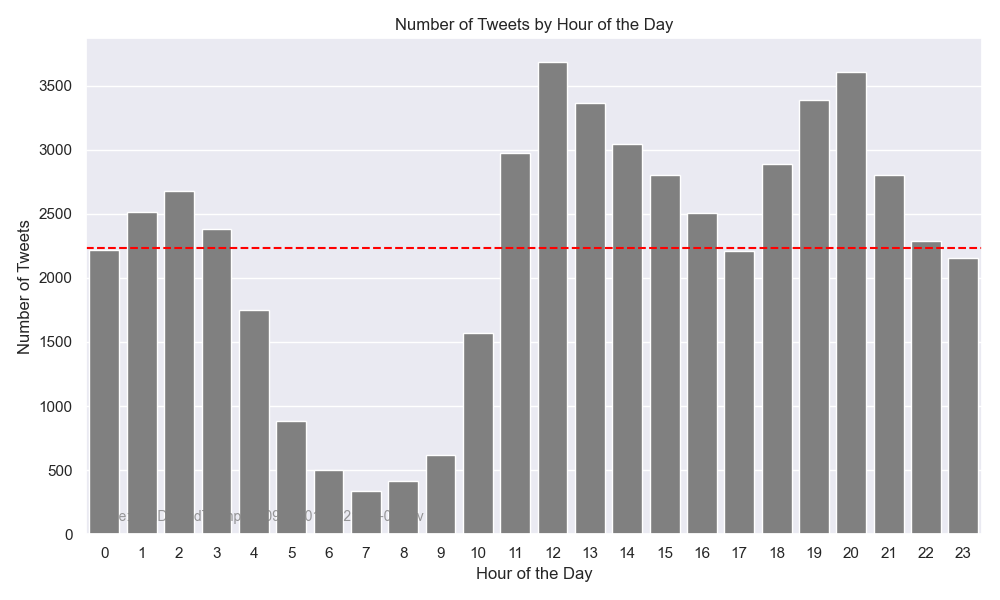 Number of Tweets by Hour of the Day
Number of Tweets
3500
3000
2500
2000
1500
1000
500
0
0 1 2 3 4 5 6 7 8 9 10 11 12 13 14 15 16 17 18 19 20 21 22 23
Hour of the Day